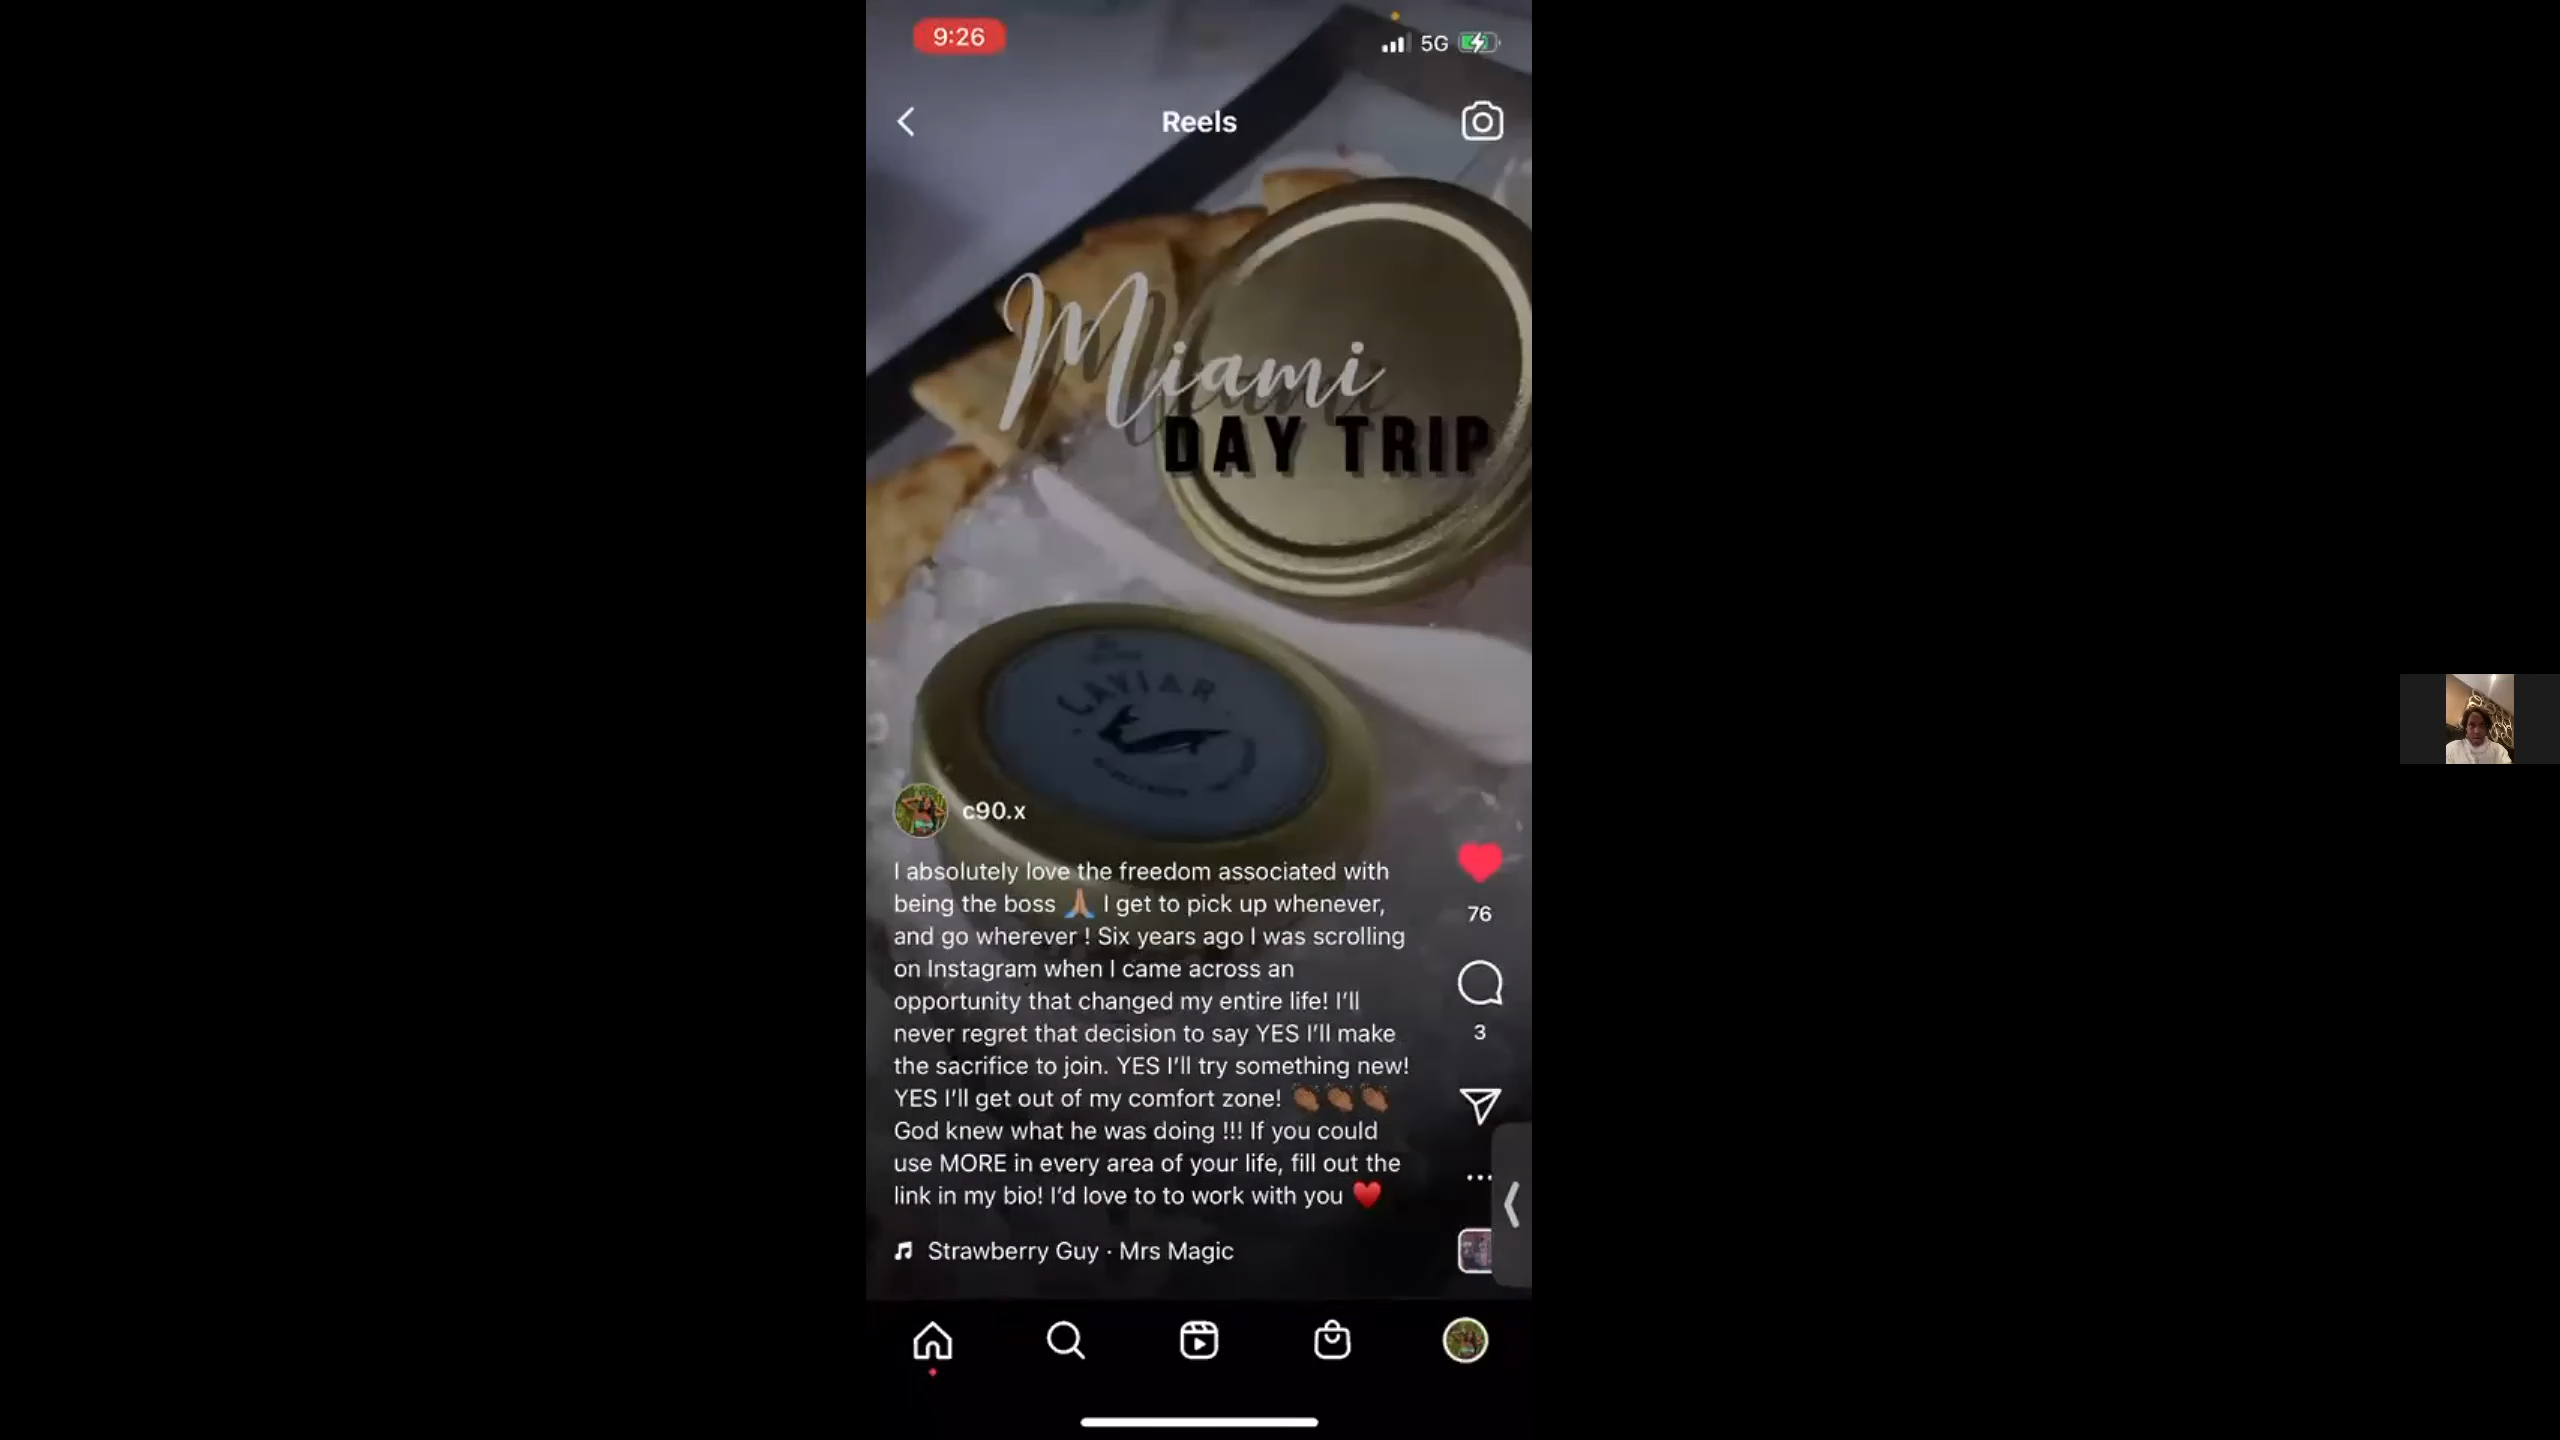 9:26
5G
Reels
Miami
DAY TRIP
CAVIAR
c90.x
I absolutely love the freedom associated with
being the boss 🙏🏽 I get to pick up whenever,
and go wherever ! Six years ago I was scrolling
on Instagram when I came across an
opportunity that changed my entire life! I’ll
never regret that decision to say YES I’ll make
the sacrifice to join. YES I’ll try something new!
YES I’ll get out of my comfort zone! 👏🏾👏🏾👏🏾
God knew what he was doing !!! If you could
use MORE in every area of your life, fill out the
link in my bio! I’d love to to work with you ♥️
76
3
Strawberry Guy · Mrs Magic